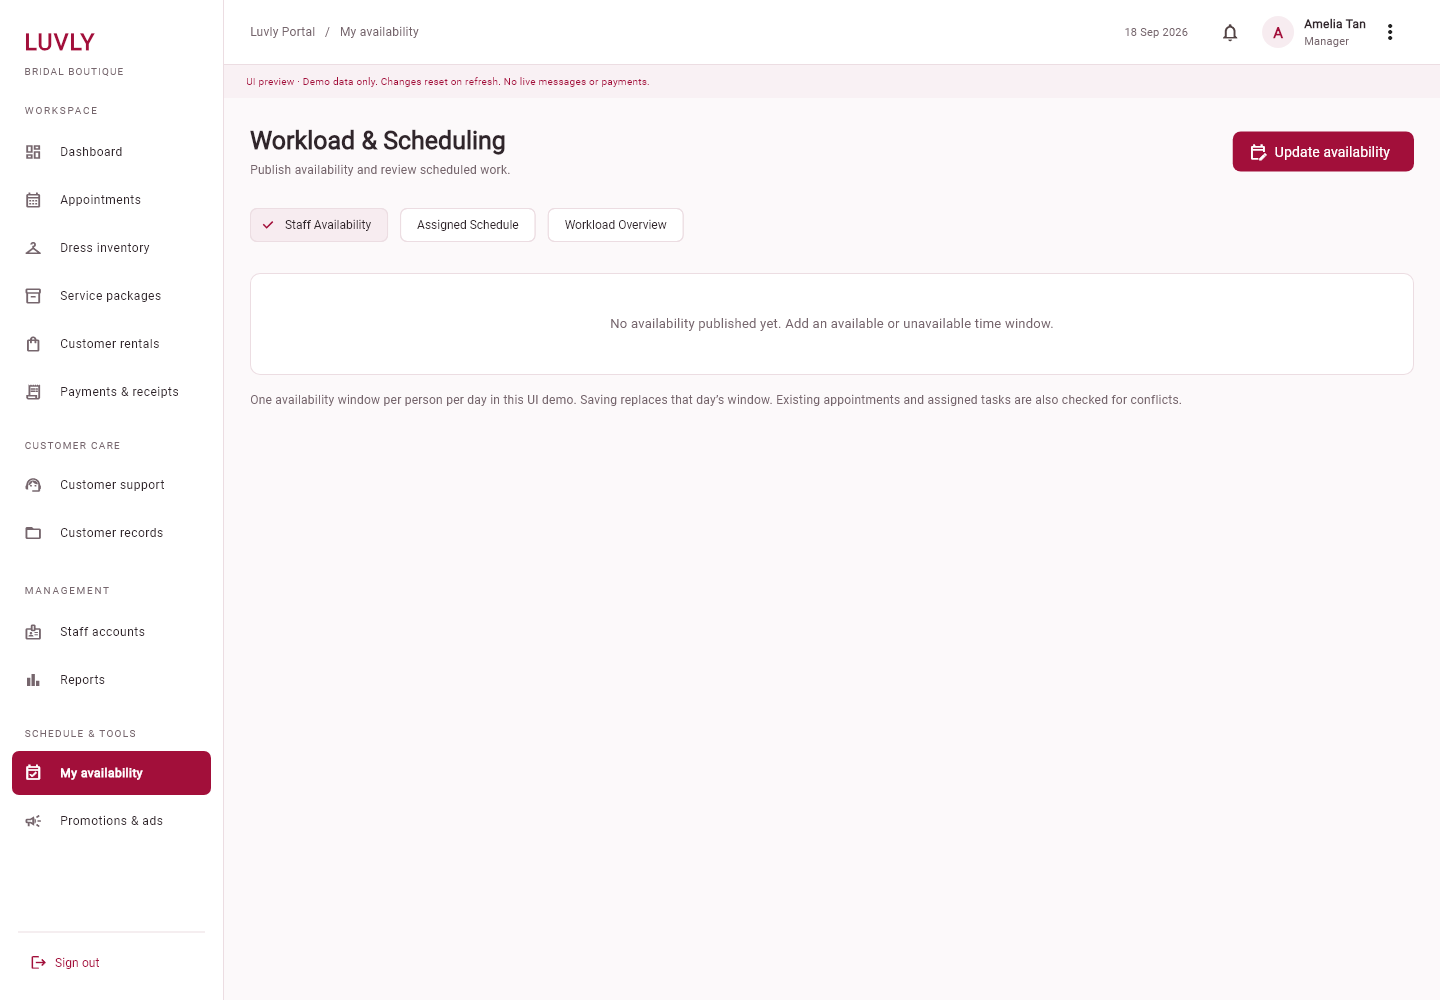 LUVLY
BRIDAL BOUTIQUE
WORKSPACE
Dashboard
Appointments
Dress inventory
Service packages
Customer rentals
Payments & receipts
CUSTOMER CARE
Customer support
Customer records
MANAGEMENT
Staff accounts
Reports
SCHEDULE & TOOLS
My availability
Promotions & ads
Sign out
Luvly Portal / My availability
18 Sep 2026
A
Amelia Tan
Manager
UI preview · Demo data only. Changes reset on refresh. No live messages or payments.
Workload & Scheduling
Publish availability and review scheduled work.
Update availability
Staff Availability
Assigned Schedule
Workload Overview
No availability published yet. Add an available or unavailable time window.
One availability window per person per day in this UI demo. Saving replaces that day’s window. Existing appointments and assigned tasks are also checked for conflicts.